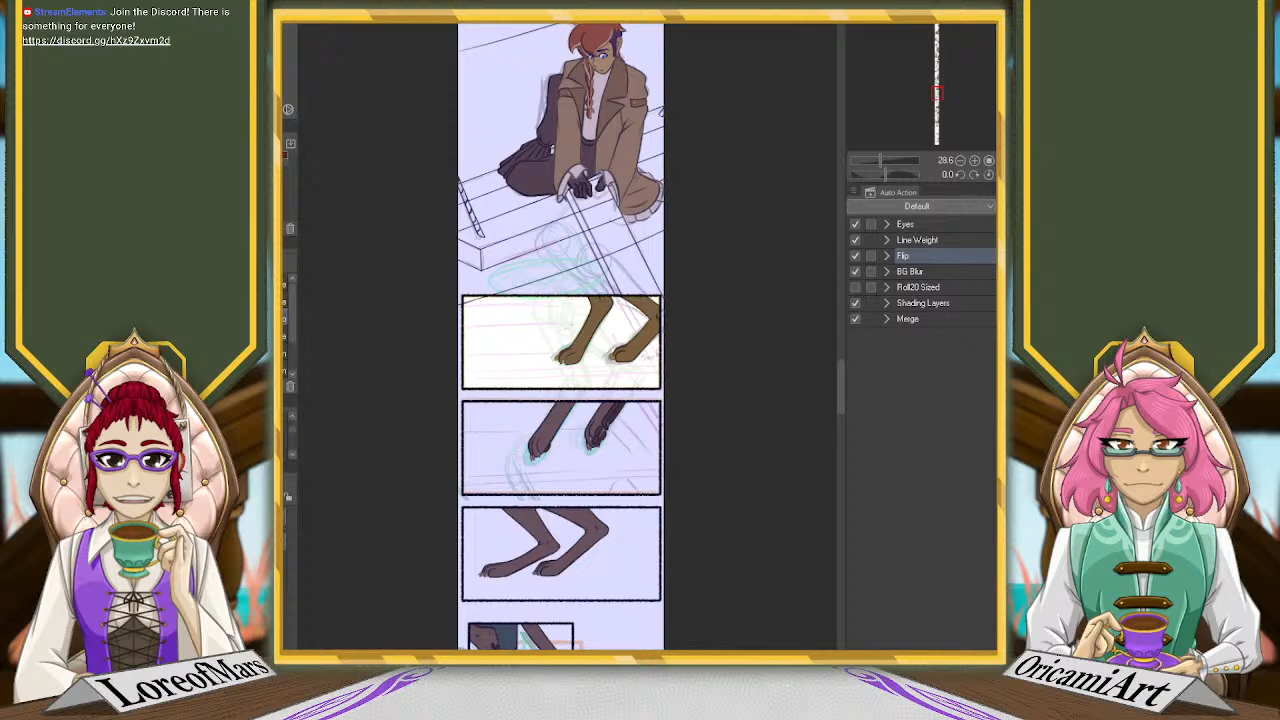 StreamElements Join the Discord! There is
something for everyone!
https://discord.gg/hXz9Zxvm2d
28.6
0.0
Auto Action
Default
Eyes
Line Weight
Flip
BG Blur
Roll20 Sized
Shading Layers
Merge
LoreofMars
OricamiArt